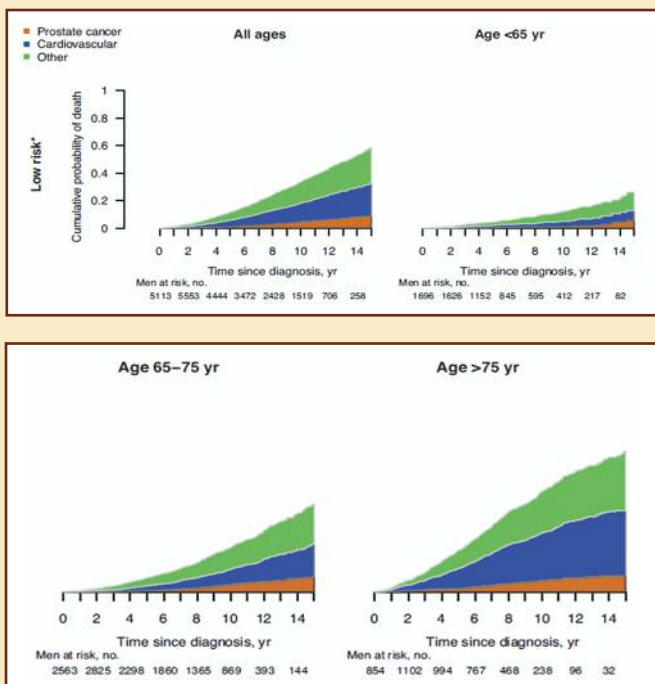 Prostate cancer
Cardiovascular
Other
All ages
Age <65 yr
Low risk*
Cumulative probability of death
1
0.8
0.6
0.4
0.2
0
0 2 4 6 8 10 12 14
Time since diagnosis, yr
Men at risk, no.
5113 5553 4444 3472 2428 1519 706 258
0 2 4 6 8 10 12 14
Time since diagnosis, yr
Men at risk, no.
1696 1626 1152 845 595 412 217 82
Age 65–75 yr
0 2 4 6 8 10 12 14
Time since diagnosis, yr
Men at risk, no.
2563 2825 2298 1860 1365 869 393 144
Age >75 yr
0 2 4 6 8 10 12 14
Time since diagnosis, yr
Men at risk, no.
854 1102 994 767 468 238 96 32